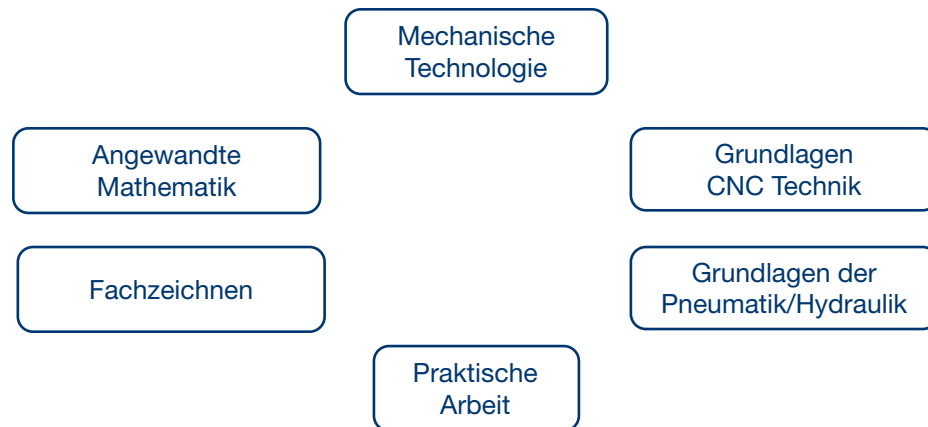 Mechanische
Technologie
Angewandte
Mathematik
Grundlagen
CNC Technik
Fachzeichnen
Grundlagen der
Pneumatik/Hydraulik
Praktische
Arbeit